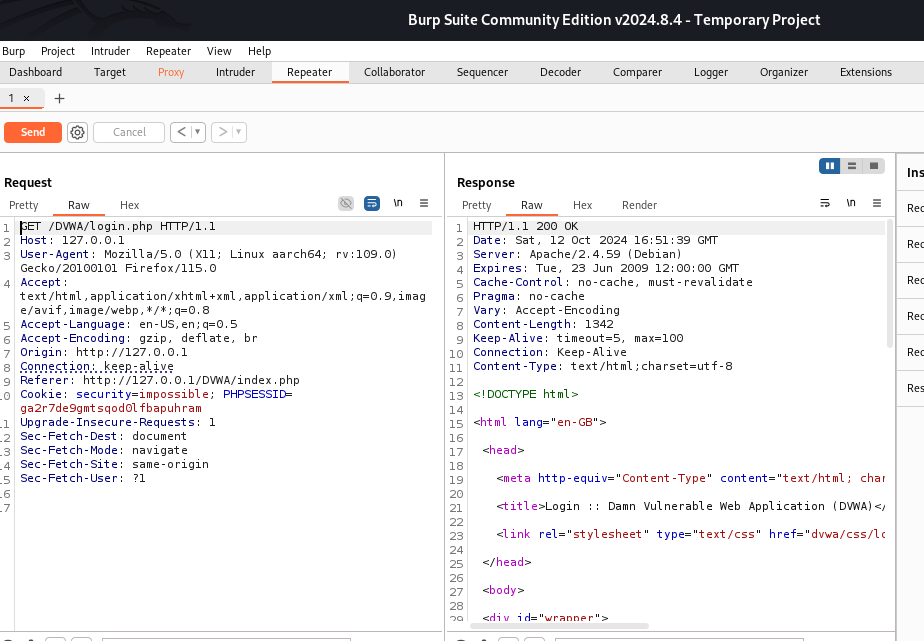 Burp Suite Community Edition v2024.8.4 - Temporary Project
Burp Project Intruder Repeater View Help
Dashboard Target Proxy Intruder Repeater Collaborator Sequencer Decoder Comparer Logger Organizer Extensions
1 × +
Send Cancel < ▼ > ▼
Request
Pretty Raw Hex \n
1 GET /DVWA/login.php HTTP/1.1
2 Host: 127.0.0.1
3 User-Agent: Mozilla/5.0 (X11; Linux aarch64; rv:109.0)
Gecko/20100101 Firefox/115.0
4 Accept:
text/html,application/xhtml+xml,application/xml;q=0.9,imag
e/avif,image/webp,*/*;q=0.8
5 Accept-Language: en-US,en;q=0.5
6 Accept-Encoding: gzip, deflate, br
7 Origin: http://127.0.0.1
8 Connection: keep-alive
9 Referer: http://127.0.0.1/DVWA/index.php
10 Cookie: security=impossible; PHPSESSID=
ga2r7de9gmtsqod0lfbapuhram
11 Upgrade-Insecure-Requests: 1
12 Sec-Fetch-Dest: document
13 Sec-Fetch-Mode: navigate
14 Sec-Fetch-Site: same-origin
15 Sec-Fetch-User: ?1
16
17
Response
Pretty Raw Hex Render \n
1 HTTP/1.1 200 OK
2 Date: Sat, 12 Oct 2024 16:51:39 GMT
3 Server: Apache/2.4.59 (Debian)
4 Expires: Tue, 23 Jun 2009 12:00:00 GMT
5 Cache-Control: no-cache, must-revalidate
6 Pragma: no-cache
7 Vary: Accept-Encoding
8 Content-Length: 1342
9 Keep-Alive: timeout=5, max=100
10 Connection: Keep-Alive
11 Content-Type: text/html;charset=utf-8
12
13 <!DOCTYPE html>
14
15 <html lang="en-GB">
16
17 <head>
18
19 <meta http-equiv="Content-Type" content="text/html; char
20
21 <title>Login :: Damn Vulnerable Web Application (DVWA)</
22
23 <link rel="stylesheet" type="text/css" href="dvwa/css/lo
24
25 </head>
26
27 <body>
28
29 <div id="wrapper">
Ins
Rec
Rec
Rec
Rec
Rec
Res